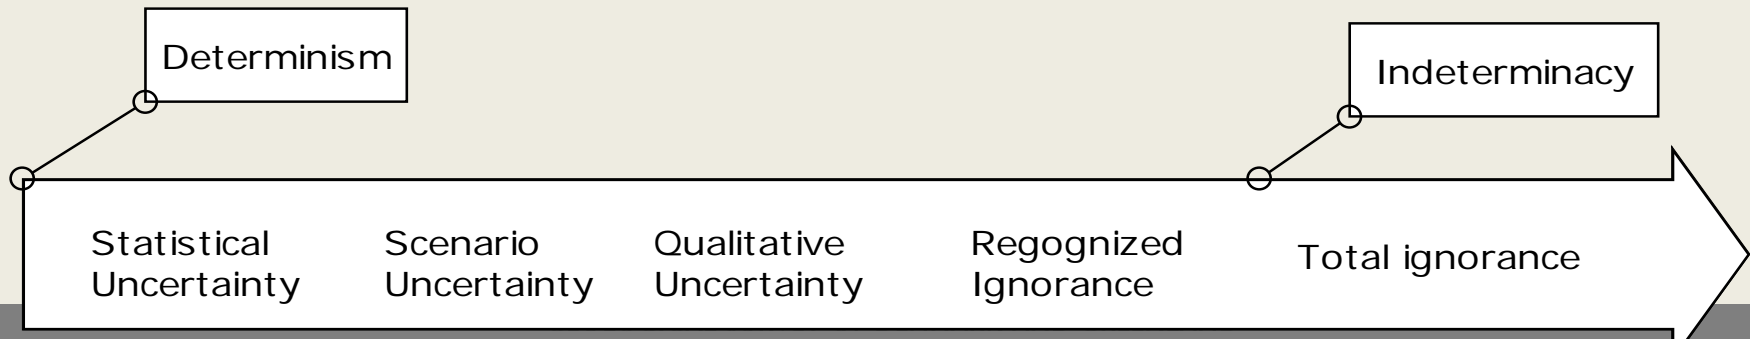 Determinism
Indeterminacy
Statistical
Uncertainty
Scenario
Uncertainty
Qualitative
Uncertainty
Regognized
Ignorance
Total ignorance